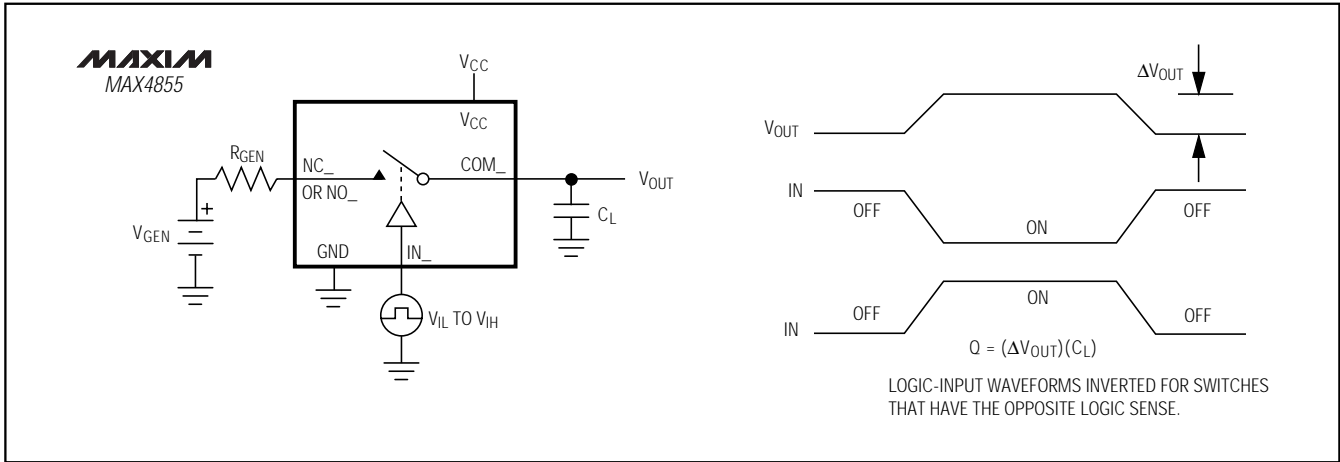 MAXIM
MAX4855
VCC
VCC
RGEN
NC_
OR NO_
COM_
VOUT
CL
+
VGEN
GND
IN_
VIL TO VIH
ΔVOUT
VOUT
IN
OFF
ON
OFF
IN
OFF
ON
OFF
Q = (ΔVOUT)(CL)
LOGIC-INPUT WAVEFORMS INVERTED FOR SWITCHES
THAT HAVE THE OPPOSITE LOGIC SENSE.